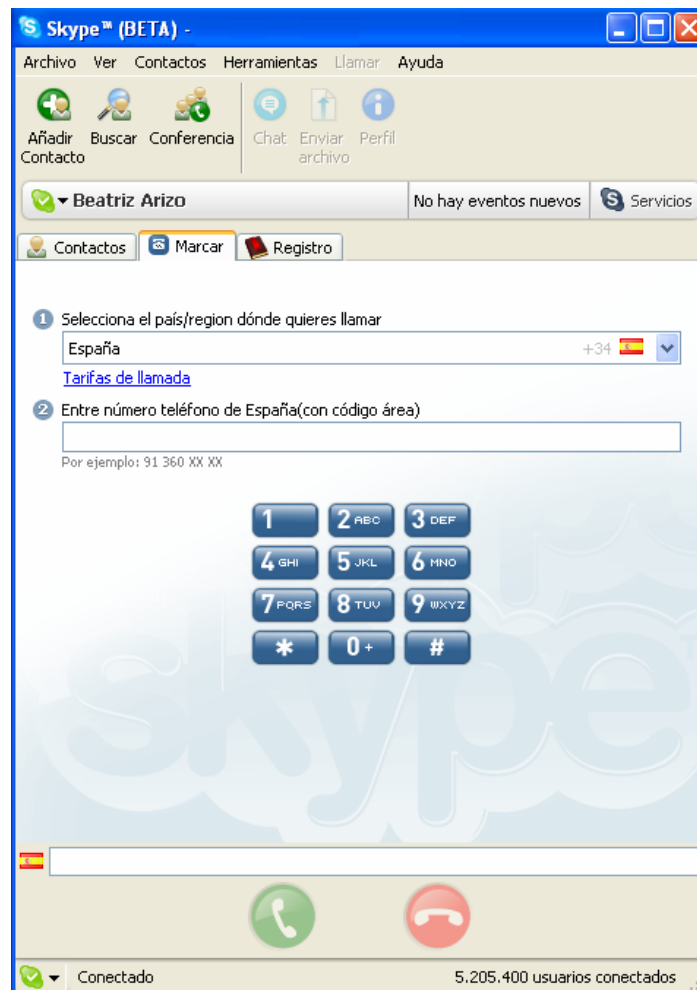 Skype™ (BETA) -
Archivo Ver Contactos Herramientas Llamar Ayuda
Añadir Contacto Buscar Conferencia Chat Enviar archivo Perfil
Beatriz Arizo No hay eventos nuevos Servicios
Contactos Marcar Registro
1 Selecciona el país/region dónde quieres llamar
España +34
Tarifas de llamada
2 Entre número teléfono de España(con código área)
Por ejemplo: 91 360 XX XX
1 2 ABC 3 DEF
4 GHI 5 JKL 6 MNO
7 PQRS 8 TUV 9 WXYZ
* 0 + #
skype
Conectado 5.205.400 usuarios conectados